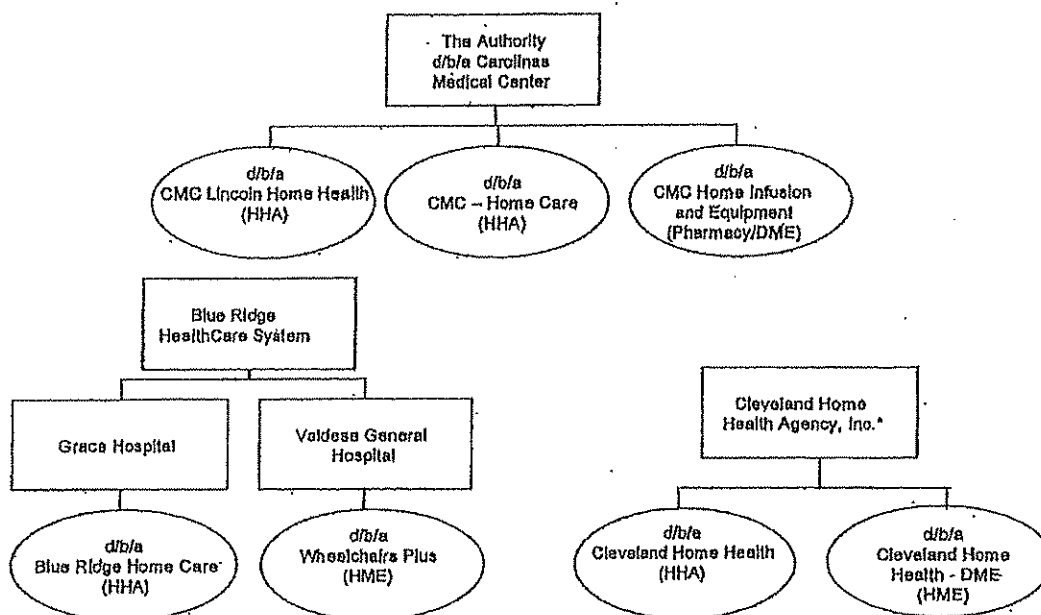 The Authority
d/b/a Carolinas
Medical Center
d/b/a
CMC Lincoln Home Health
(HHA)
d/b/a
CMC – Home Care
(HHA)
d/b/a
CMC Home Infusion
and Equipment
(Pharmacy/DME)
Blue Ridge
HealthCare System
Grace Hospital
Valdese General
Hospital
Cleveland Home
Health Agency, Inc.*
d/b/a
Blue Ridge Home Care
(HHA)
d/b/a
Wheelchairs Plus
(HME)
d/b/a
Cleveland Home Health
(HHA)
d/b/a
Cleveland Home
Health - DME
(HME)